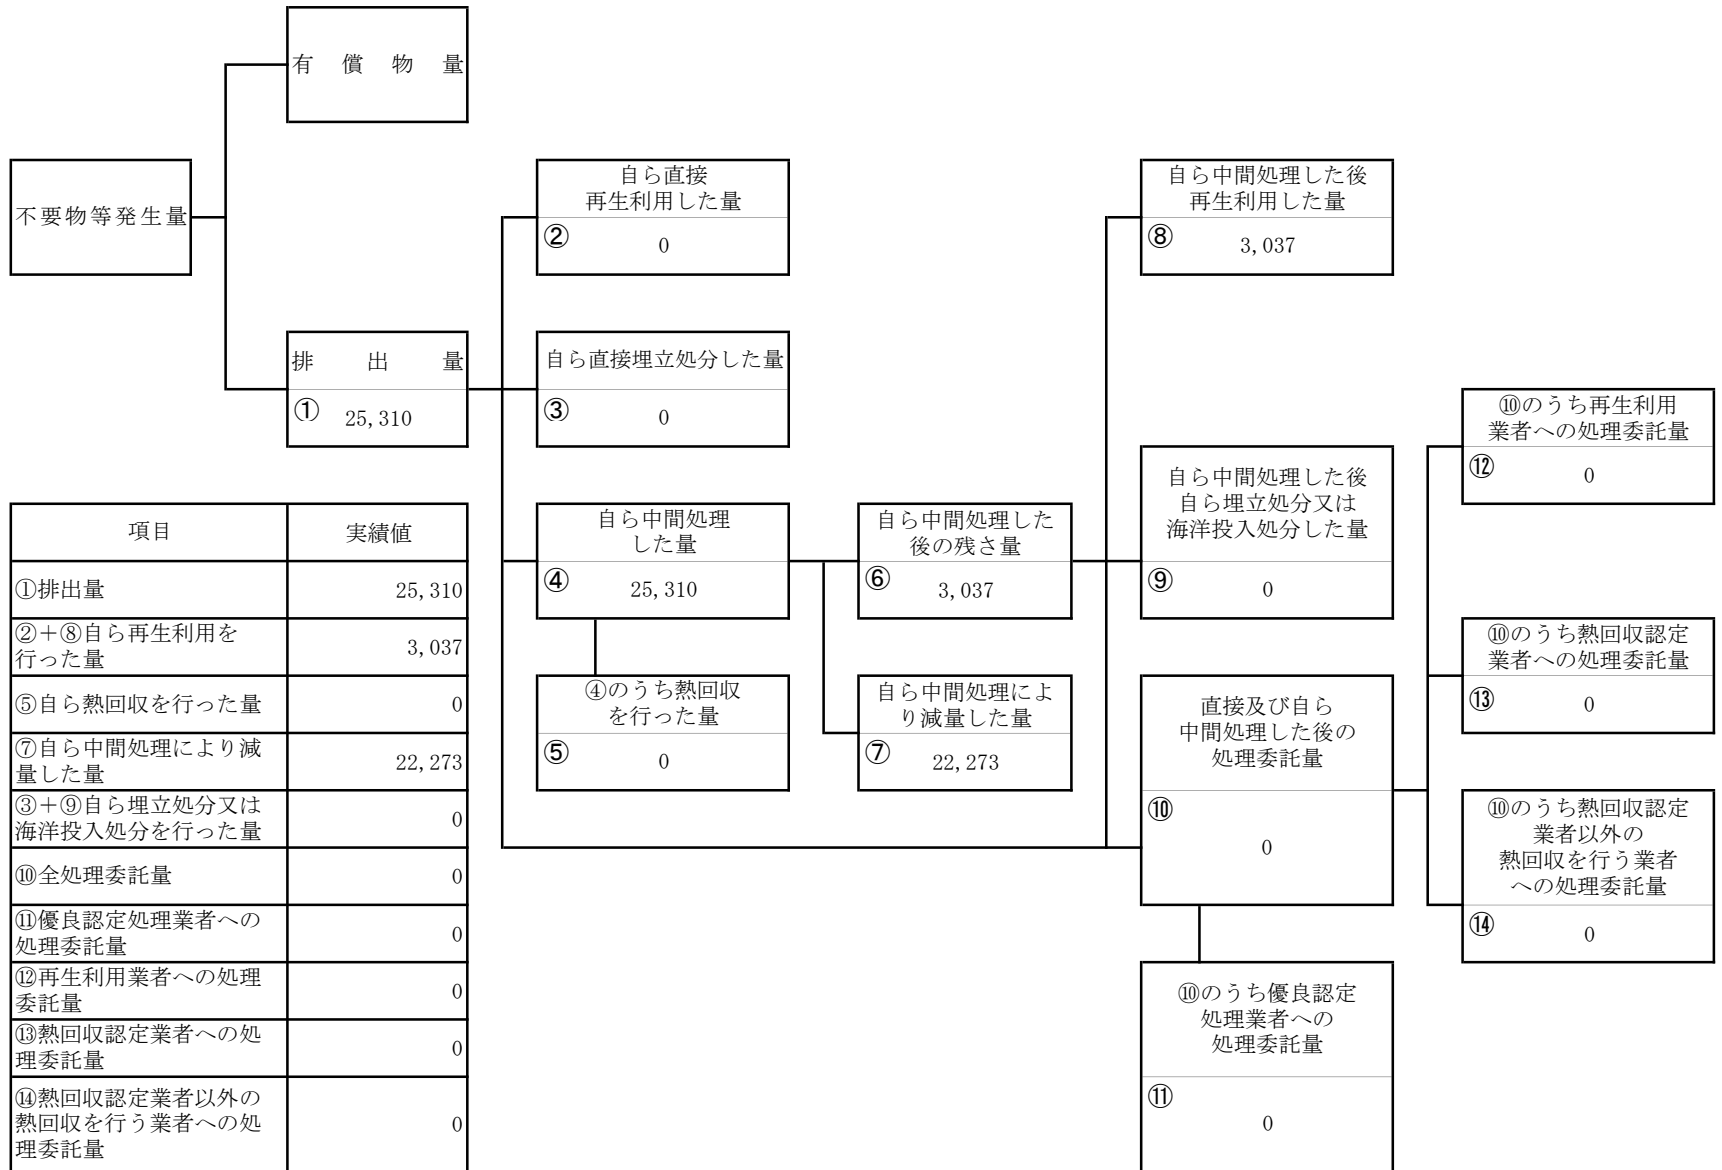 有償物量
不要物等発生量
排出量
① 25,310
自ら直接
再生利用した量
② 0
自ら直接埋立処分した量
③ 0
自ら中間処理
した量
④ 25,310
④のうち熱回収
を行った量
⑤ 0
自ら中間処理した
後の残さ量
⑥ 3,037
自ら中間処理によ
り減量した量
⑦ 22,273
自ら中間処理した後
再生利用した量
⑧ 3,037
自ら中間処理した後
自ら埋立処分又は
海洋投入処分した量
⑨ 0
直接及び自ら
中間処理した後の
処理委託量
⑩
0
⑩のうち優良認定
処理業者への
処理委託量
⑪
0
⑩のうち再生利用
業者への処理委託量
⑫ 0
⑩のうち熱回収認定
業者への処理委託量
⑬ 0
⑩のうち熱回収認定
業者以外の
熱回収を行う業者
への処理委託量
⑭ 0
項目 実績値
①排出量 25,310
②＋⑧自ら再生利用を
行った量 3,037
⑤自ら熱回収を行った量 0
⑦自ら中間処理により減
量した量 22,273
③＋⑨自ら埋立処分又は
海洋投入処分を行った量 0
⑩全処理委託量 0
⑪優良認定処理業者への
処理委託量 0
⑫再生利用業者への処理
委託量 0
⑬熱回収認定業者への処
理委託量 0
⑭熱回収認定業者以外の
熱回収を行う業者への処
理委託量 0